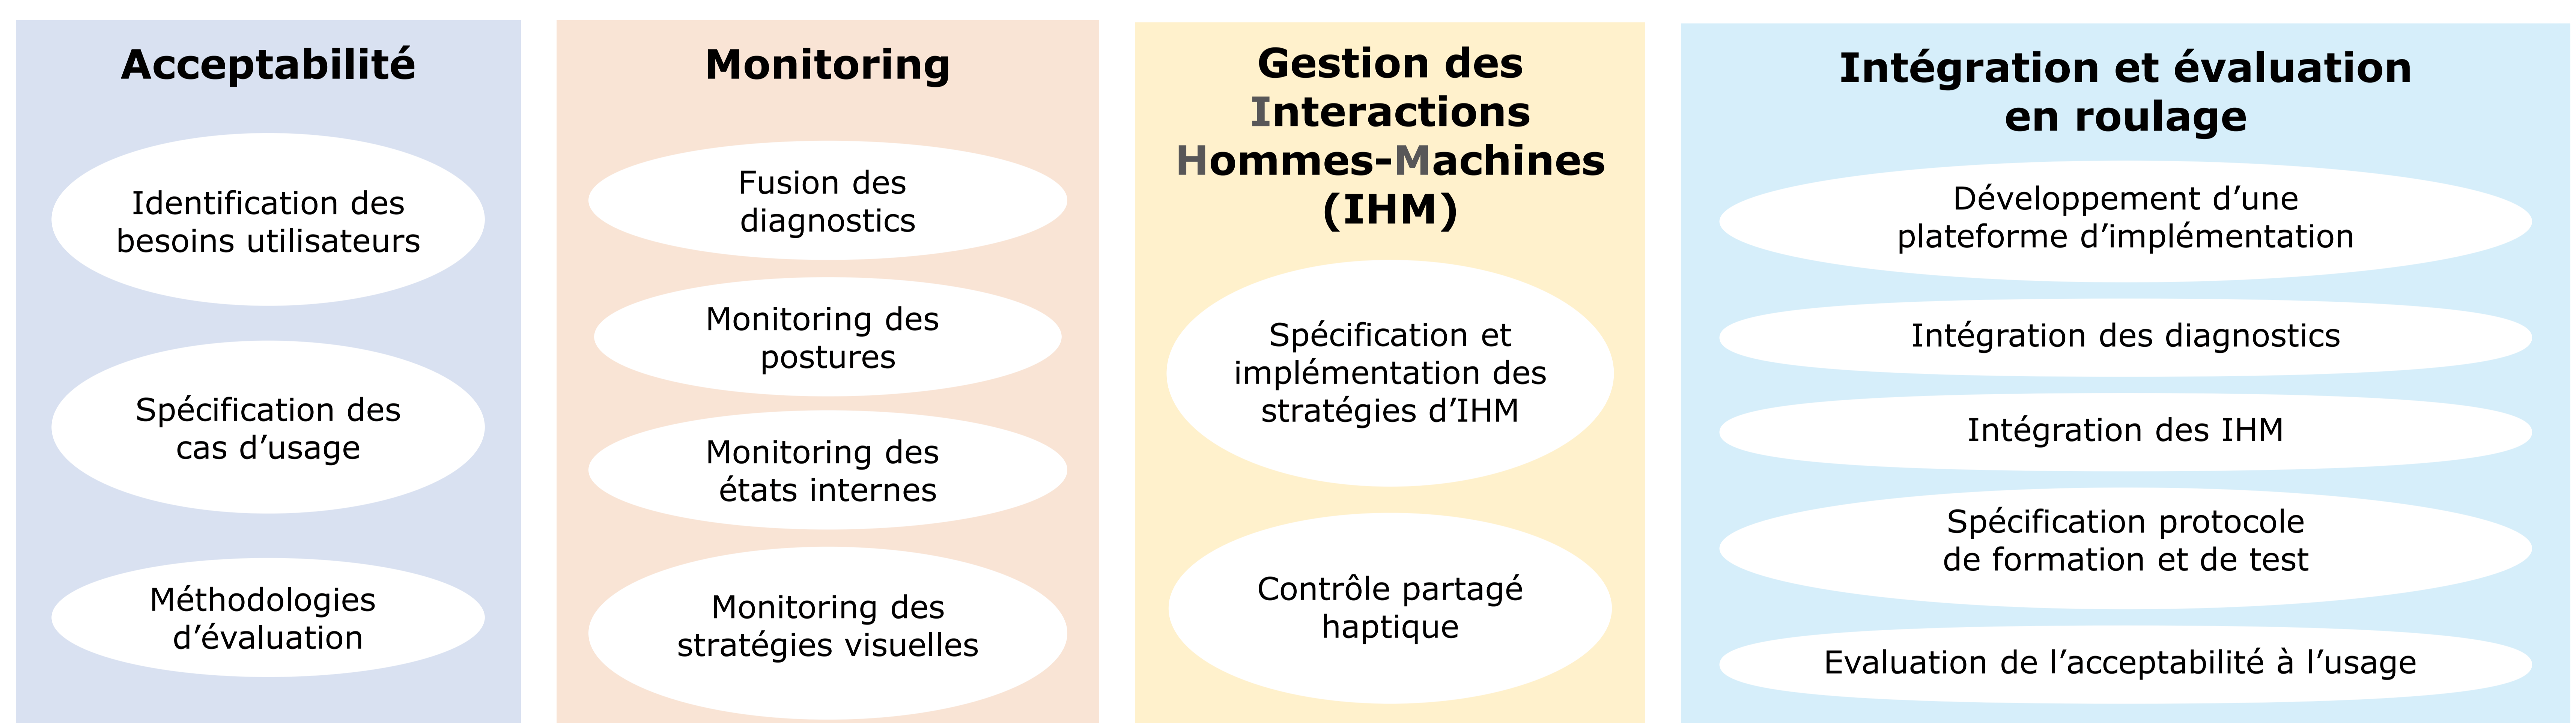 Acceptabilité
Identification des
besoins utilisateurs
Spécification des
cas d’usage
Méthodologies
d’évaluation
Monitoring
Fusion des
diagnostics
Monitoring des
postures
Monitoring des
états internes
Monitoring des
stratégies visuelles
Gestion des
Interactions
Hommes-Machines
(IHM)
Spécification et
implémentation des
stratégies d’IHM
Contrôle partagé
haptique
Intégration et évaluation
en roulage
Développement d’une
plateforme d’implémentation
Intégration des diagnostics
Intégration des IHM
Spécification protocole
de formation et de test
Evaluation de l’acceptabilité à l’usage